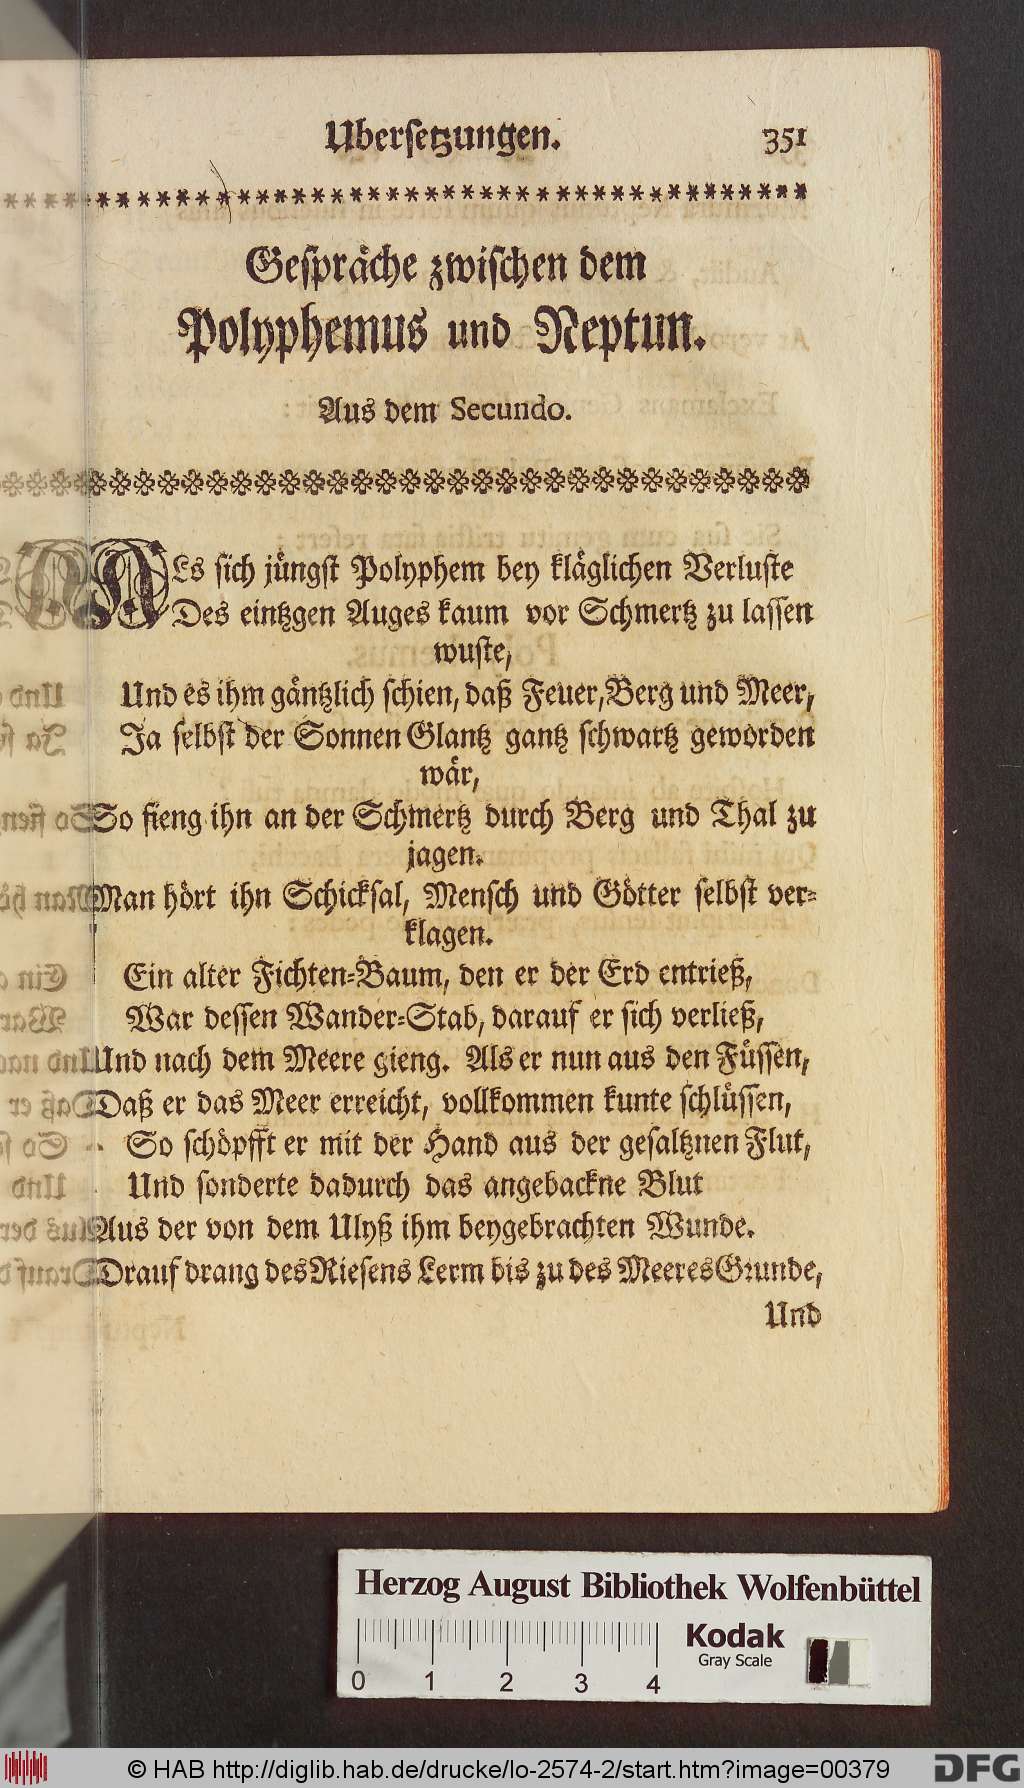 Ubersetzungen. 351
Gespräche zwischen dem
Polyphemus und Neptun.
Aus dem Secundo.
ALs sich jüngst Polyphem bey kläglichen Verluste
Des eintzgen Auges kaum vor Schmertz zu lassen
wuste,
Und es ihm gäntzlich schien, daß Feuer, Berg und Meer,
Ja selbst der Sonnen Glantz gantz schwartz geworden
wär,
So fieng ihn an der Schmertz durch Berg und Thal zu
jagen.
Man hört ihn Schicksal, Mensch und Götter selbst ver-
klagen.
Ein alter Fichten-Baum, den er der Erd entrieß,
War dessen Wander-Stab, darauf er sich verließ,
Und nach dem Meere gieng. Als er nun aus den Füssen,
Daß er das Meer erreicht, vollkommen kunte schlüssen,
So schöpfft er mit der Hand aus der gesaltznen Flut,
Und sonderte dadurch das angebackne Blut
Aus der von dem Ulyß ihm beygebrachten Wunde.
Drauf drang des Riesens Lerm bis zu des Meeres Grunde,
Und
Herzog August Bibliothek Wolfenbüttel
Kodak
Gray Scale
0 1 2 3 4
© HAB http://diglib.hab.de/drucke/lo-2574-2/start.htm?image=00379
DFG